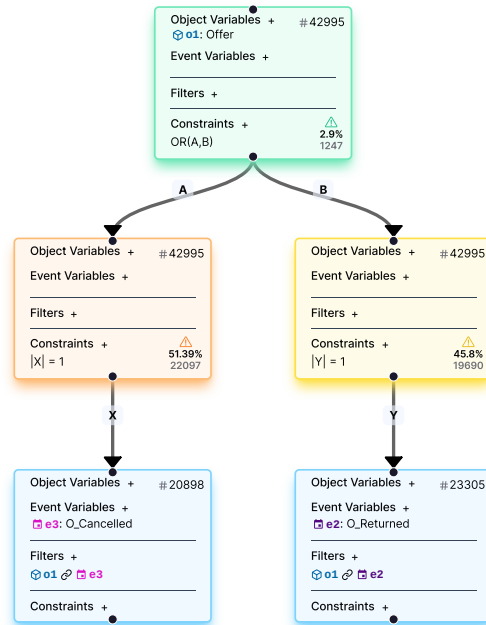 Object Variables + #42995
o1: Offer
Event Variables +
Filters +
Constraints +
OR(A,B)
2.9%
1247
A
B
Object Variables + #42995
Event Variables +
Filters +
Constraints +
|X| = 1
51.39%
22097
Object Variables + #42995
Event Variables +
Filters +
Constraints +
|Y| = 1
45.8%
19690
X
Y
Object Variables + #20898
Event Variables +
e3: O_Cancelled
Filters +
o1 e3
Constraints +
Object Variables + #23305
Event Variables +
e2: O_Returned
Filters +
o1 e2
Constraints +